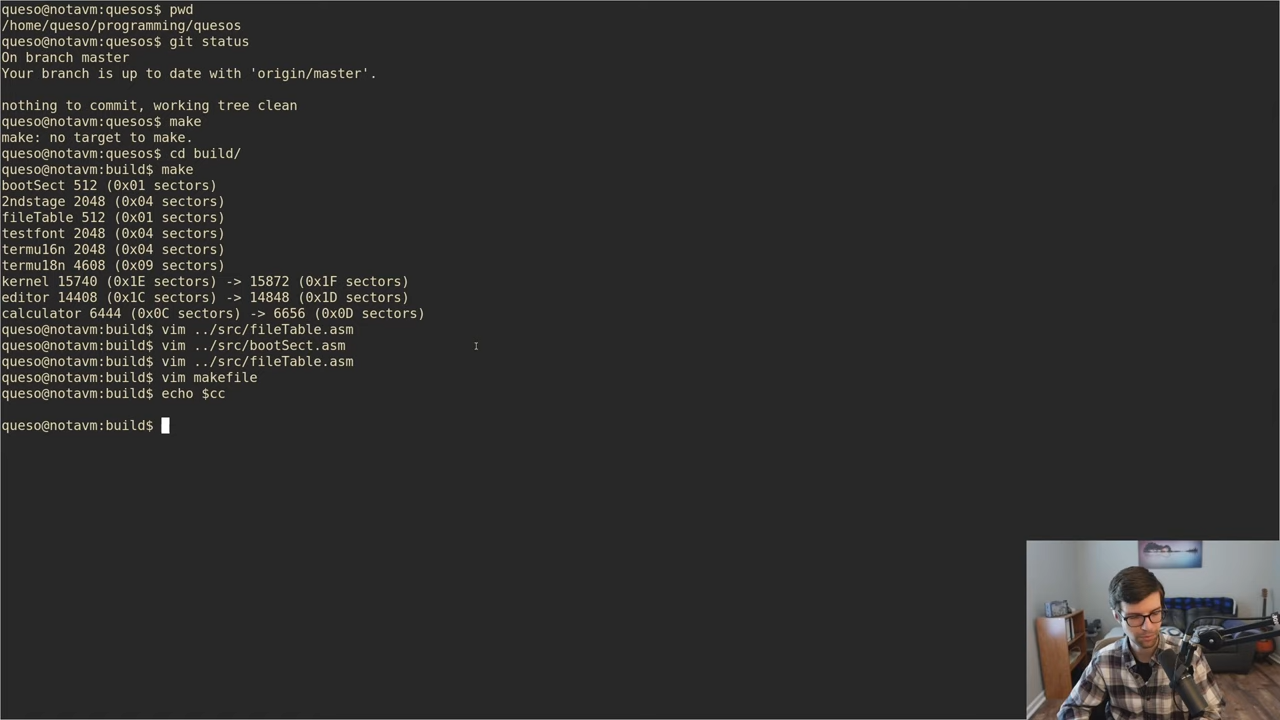 queso@notavm:quesos$ pwd
/home/queso/programming/quesos
queso@notavm:quesos$ git status
On branch master
Your branch is up to date with 'origin/master'.
nothing to commit, working tree clean
queso@notavm:quesos$ make
make: no target to make.
queso@notavm:quesos$ cd build/
queso@notavm:build$ make
bootSect 512 (0x01 sectors)
2ndstage 2048 (0x04 sectors)
fileTable 512 (0x01 sectors)
testfont 2048 (0x04 sectors)
termu16n 2048 (0x04 sectors)
termu18n 4608 (0x09 sectors)
kernel 15740 (0x1E sectors) -> 15872 (0x1F sectors)
editor 14408 (0x1C sectors) -> 14848 (0x1D sectors)
calculator 6444 (0x0C sectors) -> 6656 (0x0D sectors)
queso@notavm:build$ vim ../src/fileTable.asm
queso@notavm:build$ vim ../src/bootSect.asm
queso@notavm:build$ vim ../src/fileTable.asm
queso@notavm:build$ vim makefile
queso@notavm:build$ echo $cc
queso@notavm:build$